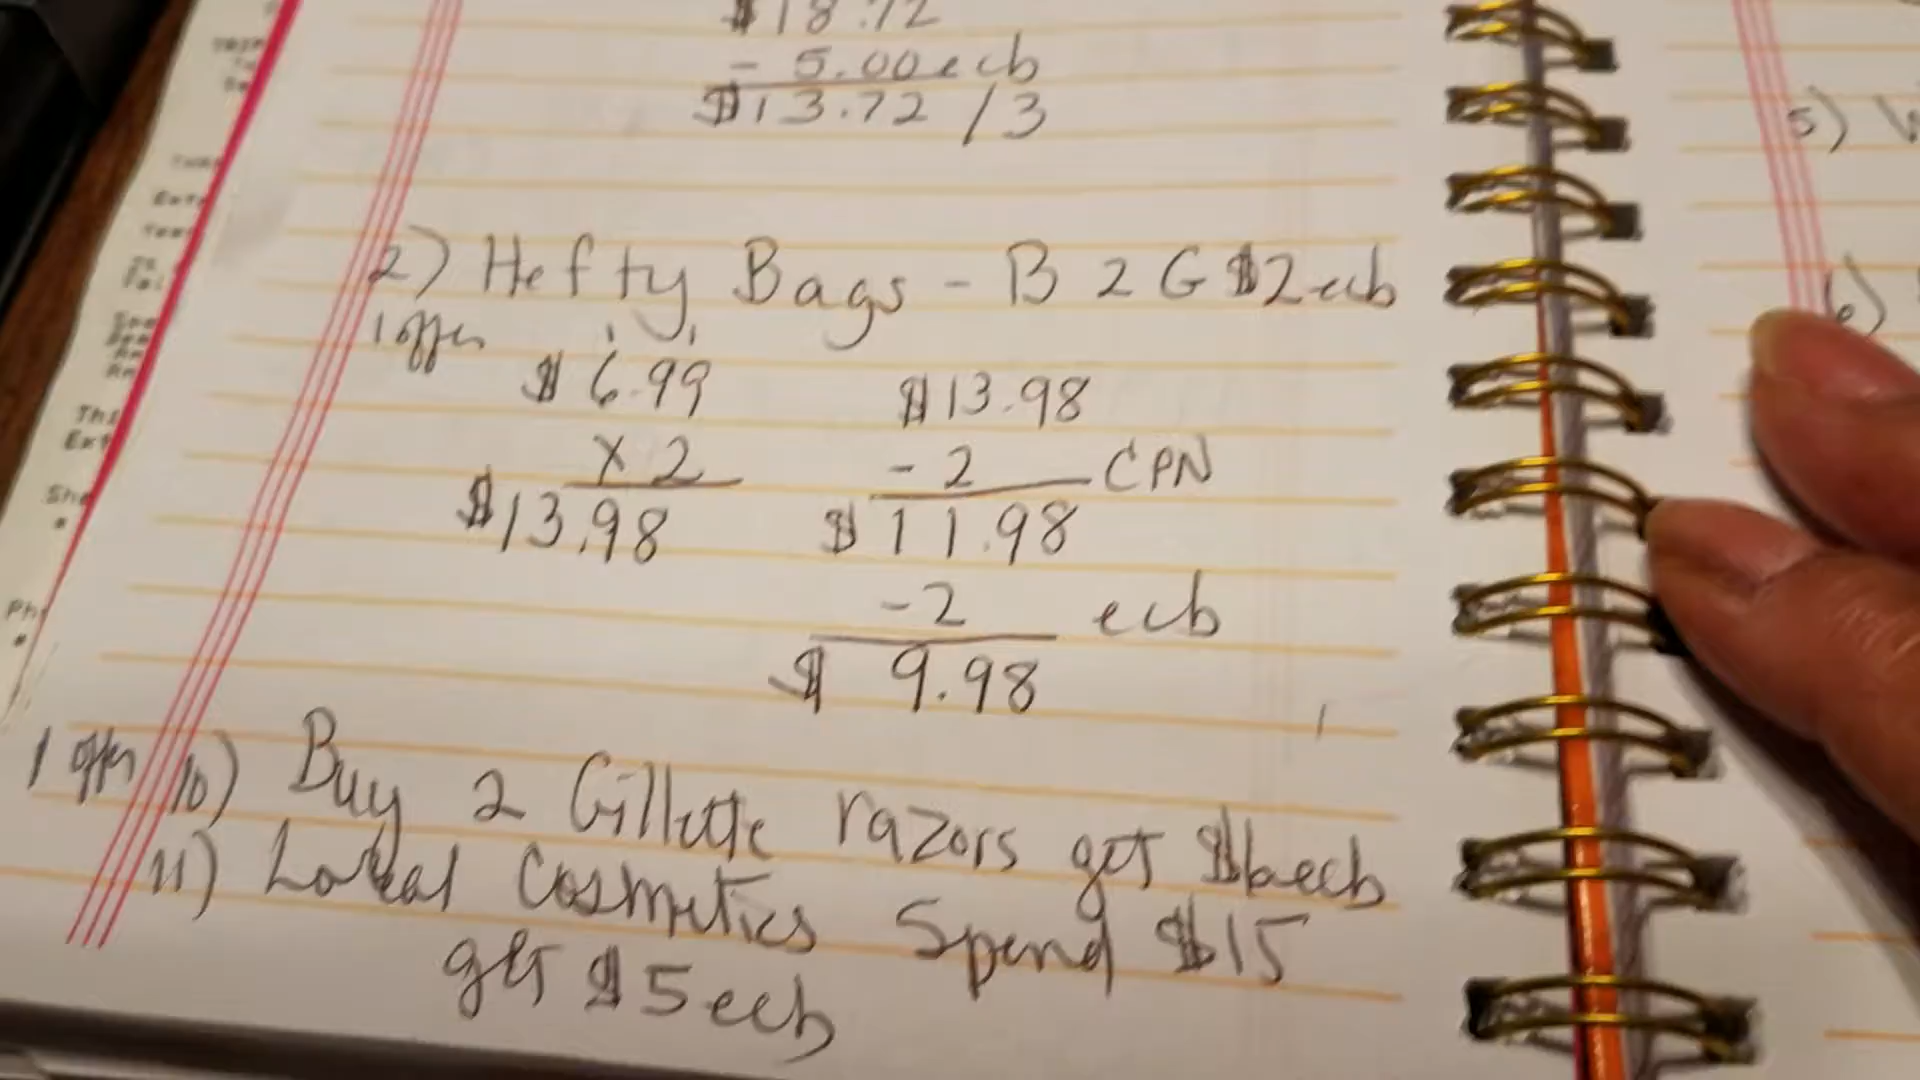 $18.72
- 5.00 ecb
$13.72 /3
2) Hefty Bags - B 2 G $2 ecb
1 offer
$6.99
X 2
$13.98
$13.98
- 2 CPN
$11.98
-2 ecb
$ 9.98
1 offer 10) Buy 2 Gillette razors get $6 ecb
11) Loreal Cosmetics Spend $15
get $5 ecb
5)
6)